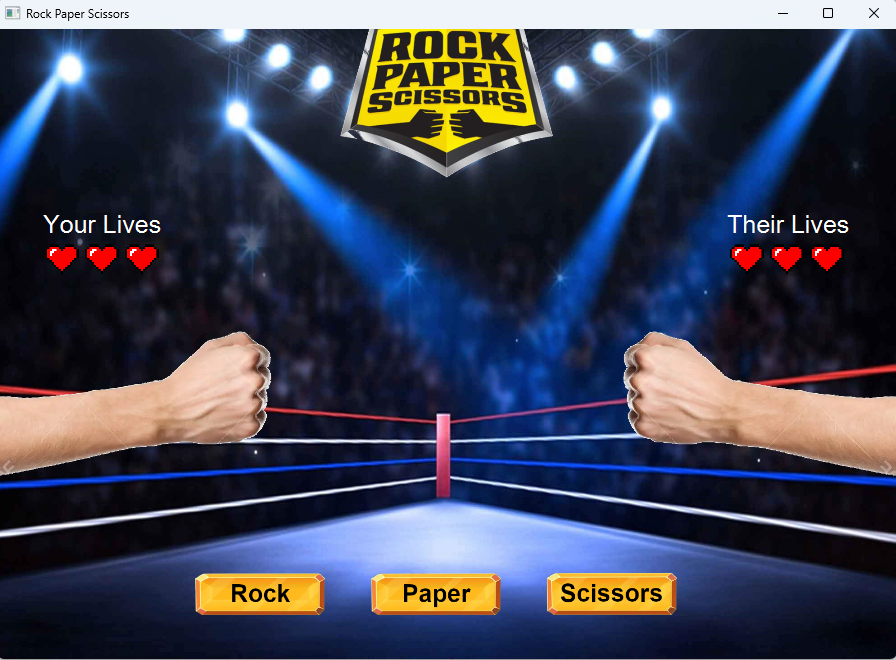 Rock Paper Scissors
ROCK
PAPER
SCISSORS
Your Lives
Their Lives
Rock
Paper
Scissors